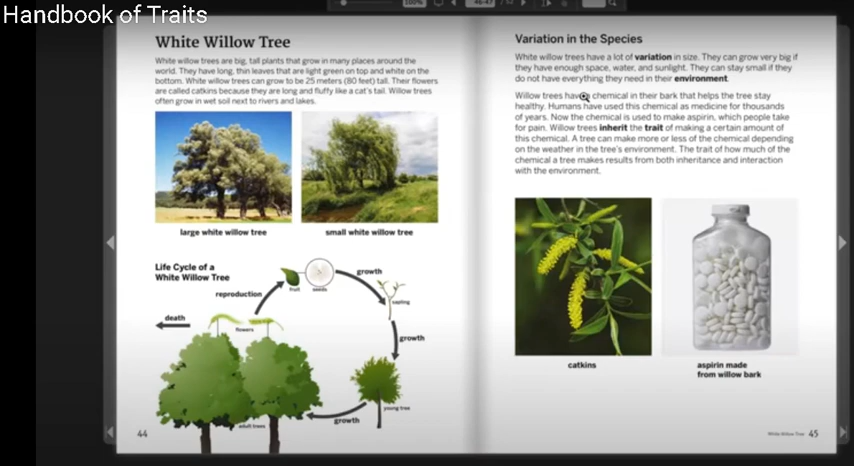 Handbook of Traits
100%
46-47
White Willow Tree
White willow trees are big, tall plants that grow in many places around the
world. They have long, thin leaves that are light green on top and white on the
bottom. White willow trees can grow to be 25 meters (80 feet) tall. Their flowers
are called catkins because they are long and fluffy like a cat's tail. Willow trees
often grow in wet soil next to rivers and lakes.
large white willow tree
small white willow tree
Life Cycle of a
White Willow Tree
reproduction
fruit
seeds
growth
sapling
growth
young tree
growth
adult trees
flowers
death
44
Variation in the Species
White willow trees have a lot of variation in size. They can grow very big if
they have enough space, water, and sunlight. They can stay small if they
do not have everything they need in their environment.
Willow trees have a chemical in their bark that helps the tree stay
healthy. Humans have used this chemical as medicine for thousands
of years. Now the chemical is used to make aspirin, which people take
for pain. Willow trees inherit the trait of making a certain amount of
this chemical. A tree can make more or less of the chemical depending
on the weather in the tree's environment. The trait of how much of the
chemical a tree makes results from both inheritance and interaction
with the environment.
catkins
aspirin made
from willow bark
White Willow Tree 45